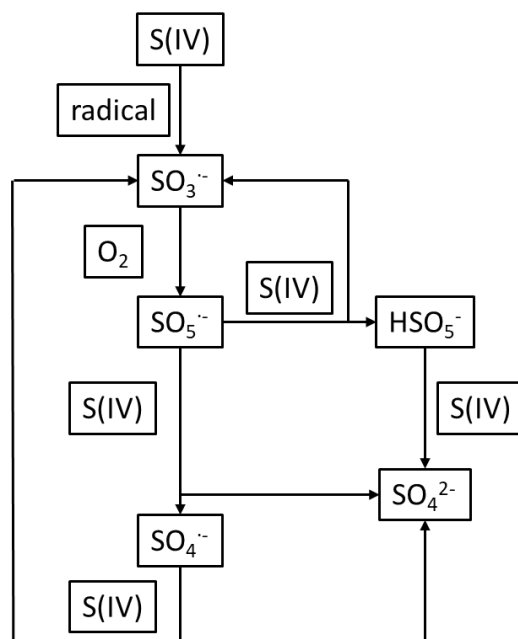 S(IV)
radical
SO₃·⁻
O₂
S(IV)
SO₅·⁻
HSO₅⁻
S(IV)
S(IV)
SO₄²⁻
SO₄·⁻
S(IV)